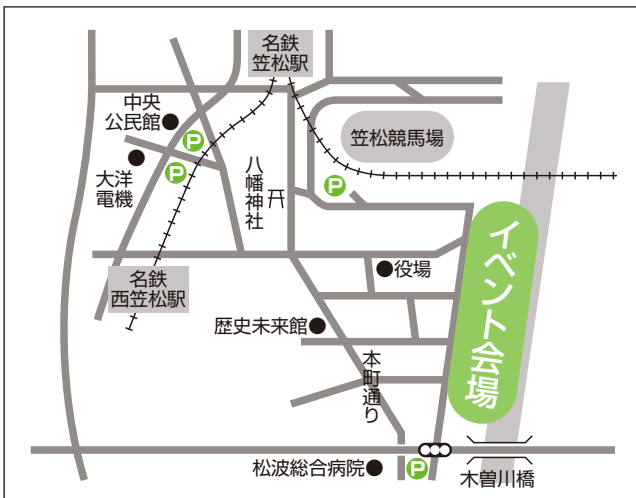 名鉄
笠松駅
中央
公民館
P
P
大洋
電機
八幡神社
笠松競馬場
P
イベント会場
役場
名鉄
西笠松駅
歴史未来館
本町通り
松波総合病院
P
木曽川橋